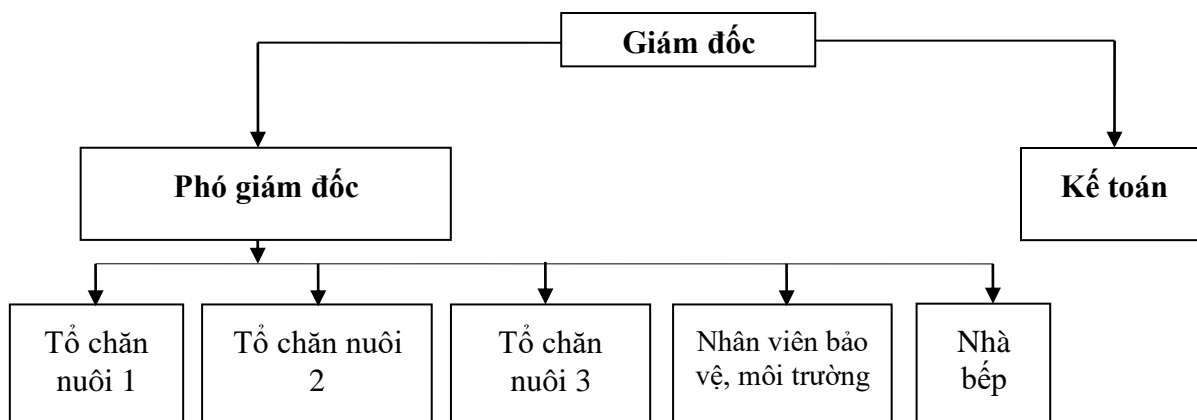 Giám đốc
Phó giám đốc
Kế toán
Tổ chăn
nuôi 1
Tổ chăn nuôi
2
Tổ chăn
nuôi 3
Nhân viên bảo
vệ, môi trường
Nhà
bếp